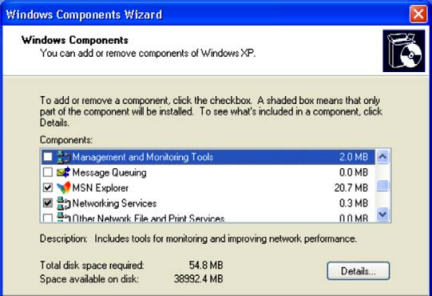 Windows Components Wizard
Windows Components
You can add or remove components of Windows XP.
To add or remove a component, click the checkbox. A shaded box means that only
part of the component will be installed. To see what's included in a component, click
Details.
Components:
Management and Monitoring Tools 2.0 MB
Message Queuing 0.0 MB
MSN Explorer 20.7 MB
Networking Services 0.3 MB
Other Network File and Print Services 0.0 MB
Description: Includes tools for monitoring and improving network performance.
Total disk space required: 54.8 MB
Space available on disk: 38992.4 MB
Details...